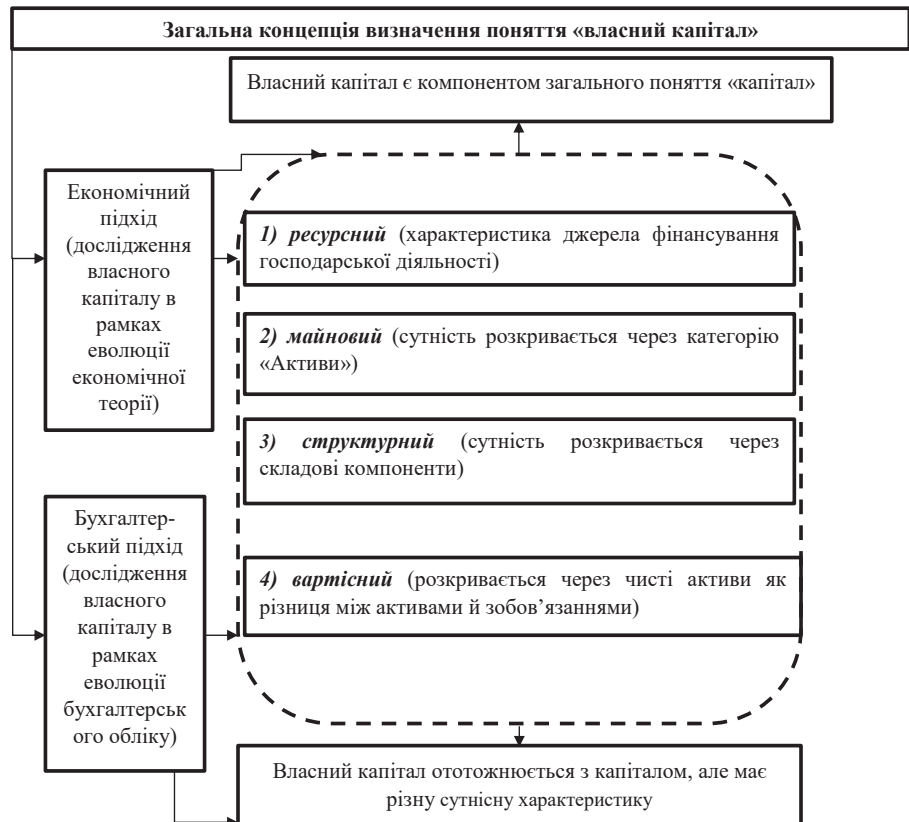 Загальна концепція визначення поняття «власний капітал»
Власний капітал є компонентом загального поняття «капітал»
Економічний
підхід
(дослідження
власного
капіталу в
рамках
еволюції
економічної
теорії)
1) ресурсний (характеристика джерела фінансування
господарської діяльності)
2) майновий (сутність розкривається через категорію
«Активи»)
3) структурний (сутність розкривається через
складові компоненти)
Бухгалтер-
ський підхід
(дослідження
власного
капіталу в
рамках
еволюції
бухгалтерськ
ого обліку)
4) вартісний (розкривається через чисті активи як
різниця між активами й зобов’язаннями)
Власний капітал ототожнюється з капіталом, але має
різну сутнісну характеристику